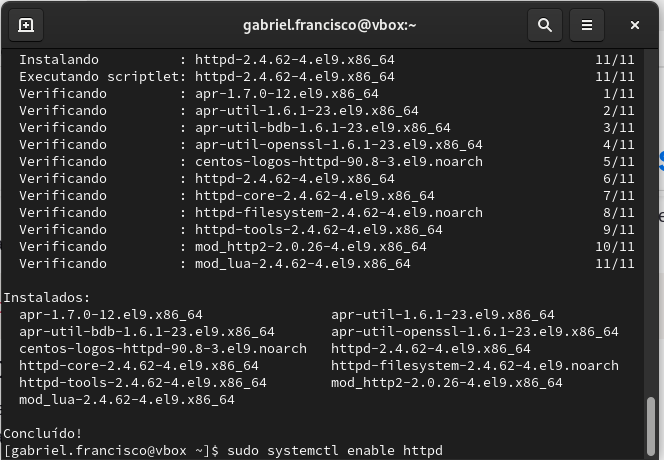 gabriel.francisco@vbox:~
Instalando : httpd-2.4.62-4.el9.x86_64 11/11
Executando scriptlet: httpd-2.4.62-4.el9.x86_64 11/11
Verificando : apr-1.7.0-12.el9.x86_64 1/11
Verificando : apr-util-1.6.1-23.el9.x86_64 2/11
Verificando : apr-util-bdb-1.6.1-23.el9.x86_64 3/11
Verificando : apr-util-openssl-1.6.1-23.el9.x86_64 4/11
Verificando : centos-logos-httpd-90.8-3.el9.noarch 5/11
Verificando : httpd-2.4.62-4.el9.x86_64 6/11
Verificando : httpd-core-2.4.62-4.el9.x86_64 7/11
Verificando : httpd-filesystem-2.4.62-4.el9.noarch 8/11
Verificando : httpd-tools-2.4.62-4.el9.x86_64 9/11
Verificando : mod_http2-2.0.26-4.el9.x86_64 10/11
Verificando : mod_lua-2.4.62-4.el9.x86_64 11/11
Instalados:
apr-1.7.0-12.el9.x86_64 apr-util-1.6.1-23.el9.x86_64
apr-util-bdb-1.6.1-23.el9.x86_64 apr-util-openssl-1.6.1-23.el9.x86_64
centos-logos-httpd-90.8-3.el9.noarch httpd-2.4.62-4.el9.x86_64
httpd-core-2.4.62-4.el9.x86_64 httpd-filesystem-2.4.62-4.el9.noarch
httpd-tools-2.4.62-4.el9.x86_64 mod_http2-2.0.26-4.el9.x86_64
mod_lua-2.4.62-4.el9.x86_64
Concluído!
[gabriel.francisco@vbox ~]$ sudo systemctl enable httpd